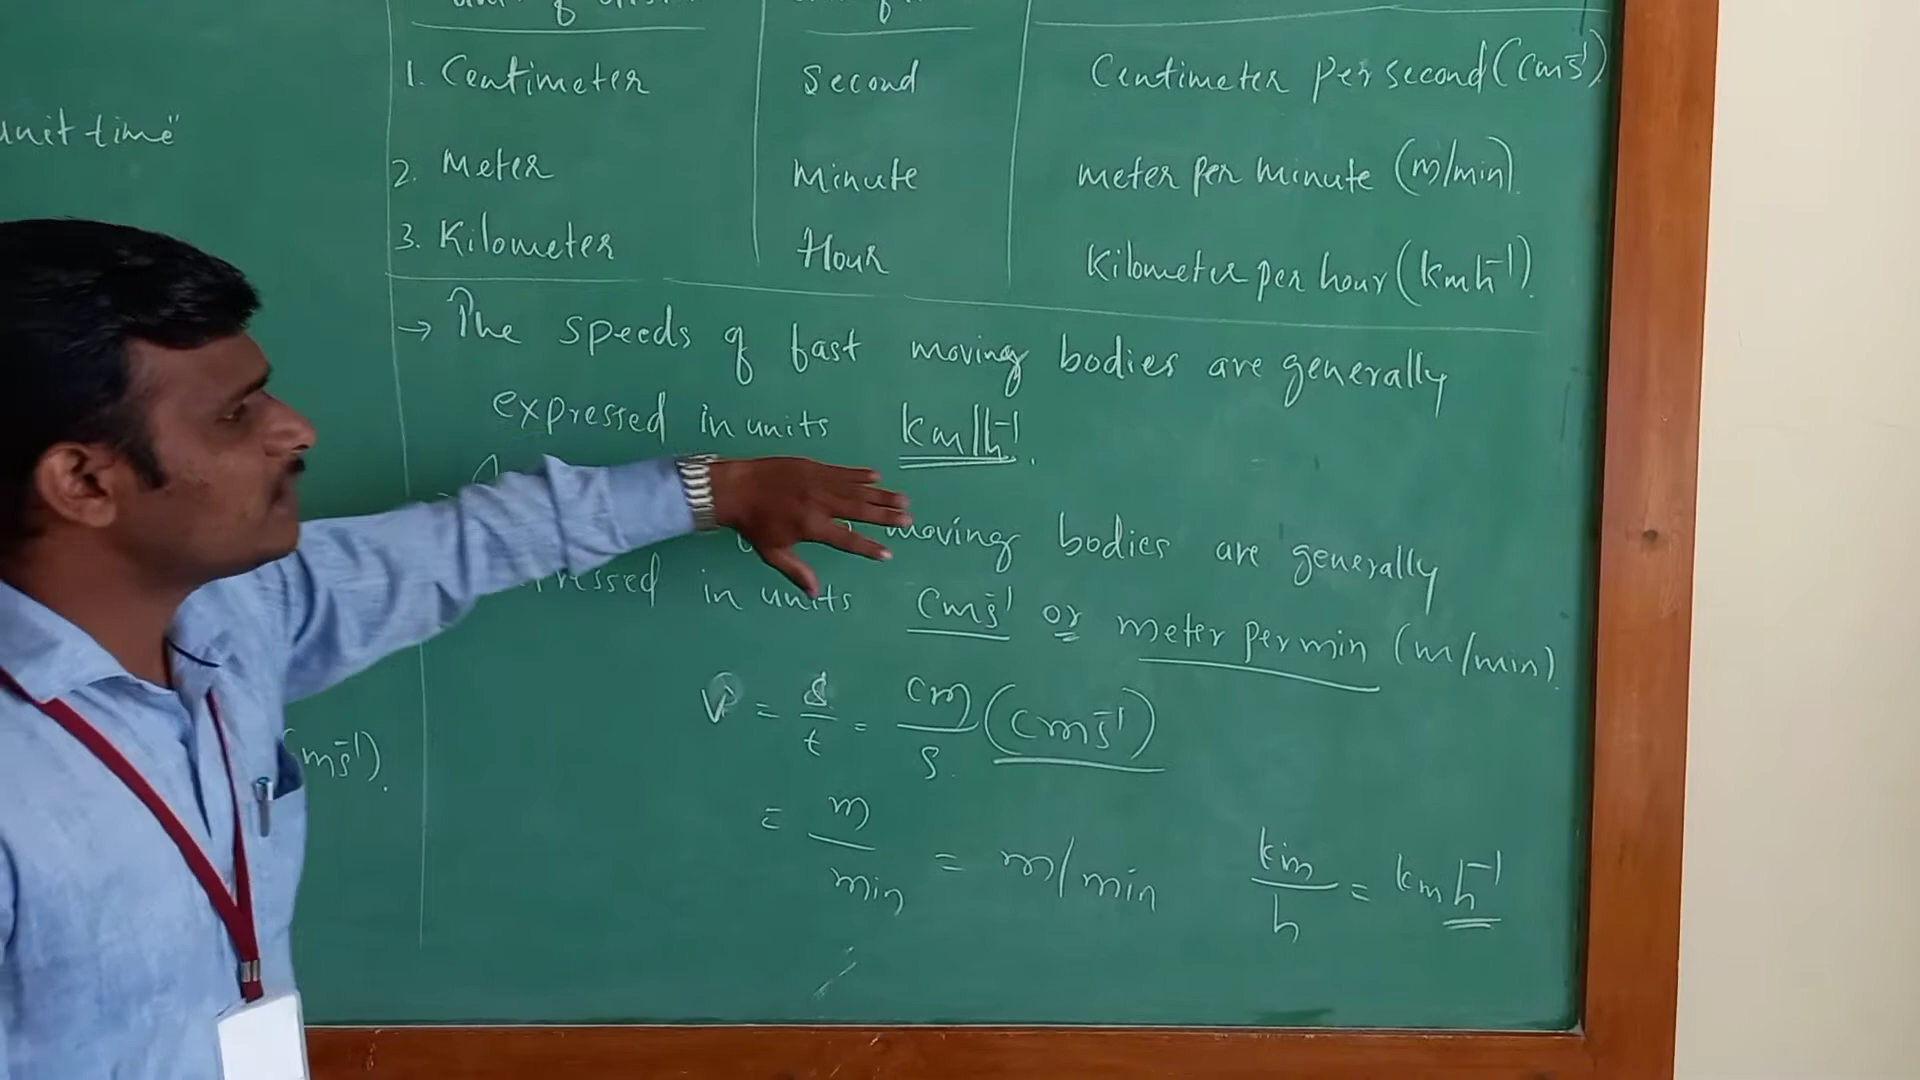 unit time"
1. Centimeter Second Centimeter per second (cms⁻¹)
2. Meter Minute meter per minute (m/min).
3. Kilometer Hour Kilometer per hour (kmh⁻¹).
→ The speeds of fast moving bodies are generally
expressed in units km/h⁻¹.
moving bodies are generally
in units cms⁻¹ or meter per min (m/min).
V = s/t = cm/s. (cms⁻¹)
ms⁻¹).
= m/min = m/min km/h = kmh⁻¹